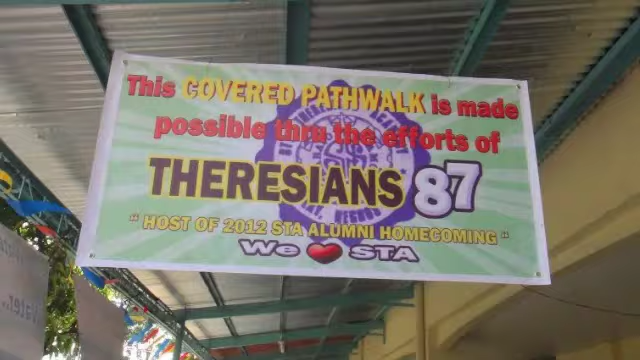 This COVERED PATHWALK is made
possible thru the efforts of
THERESIANS 87
" HOST OF 2012 STA ALUMNI HOMECOMING "
We STA
Water..